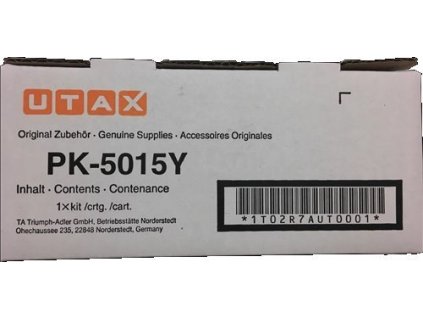 UTAX
Original Zubehör · Genuine Supplies · Accessoires Originales
PK-5015Y
Inhalt · Contents · Contenance
1×kit /crtg. /cart.
TA Triumph-Adler GmbH, Betriebsstätte Norderstedt
Ohechaussee 235, 22848 Norderstedt, Germany
*1T02R7AUT0001*